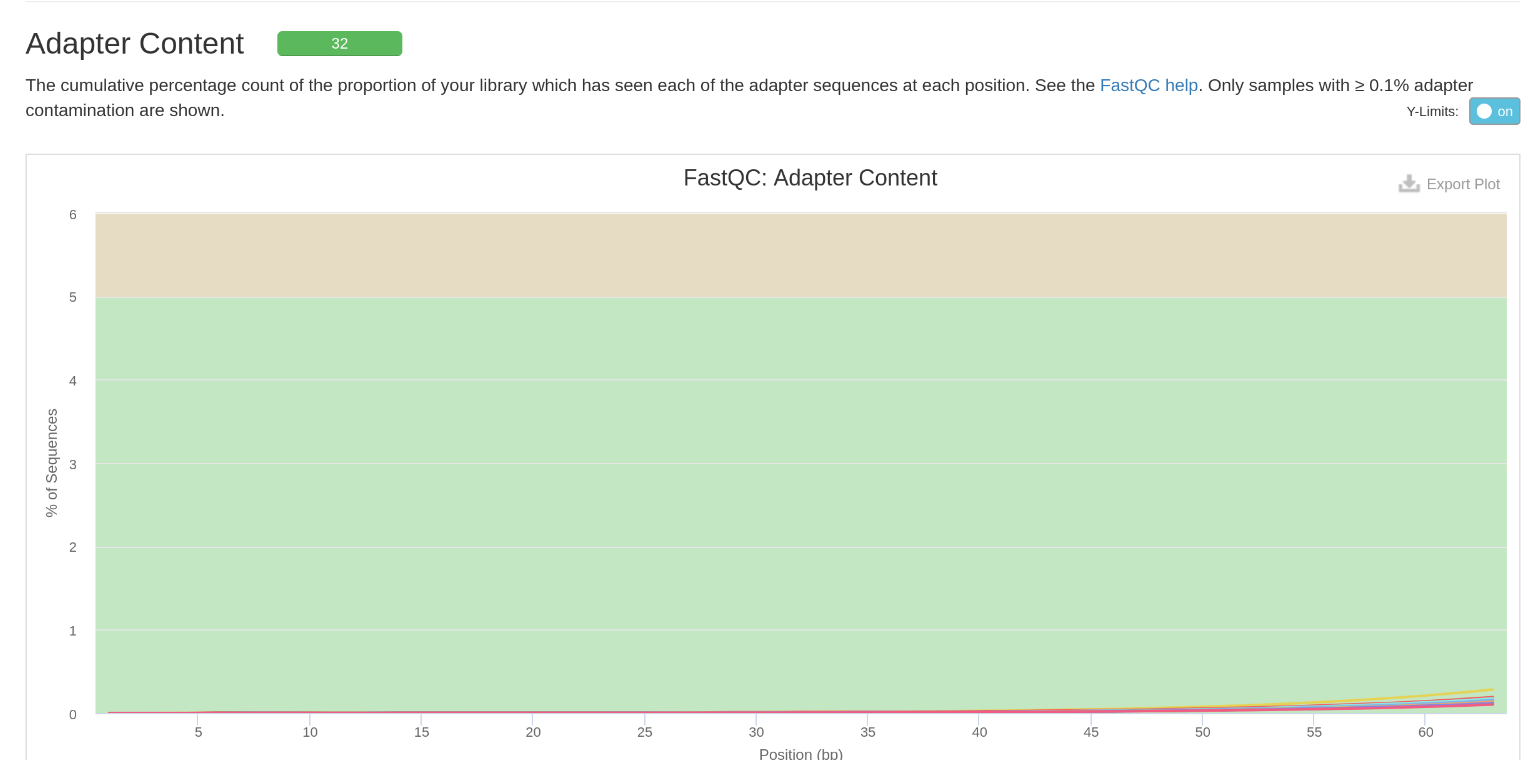 Adapter Content 32
The cumulative percentage count of the proportion of your library which has seen each of the adapter sequences at each position. See the FastQC help. Only samples with ≥ 0.1% adapter
contamination are shown.
Y-Limits: on
FastQC: Adapter Content
Export Plot
6
5
4
3
2
1
0
% of Sequences
5 10 15 20 25 30 35 40 45 50 55 60
Position (bp)